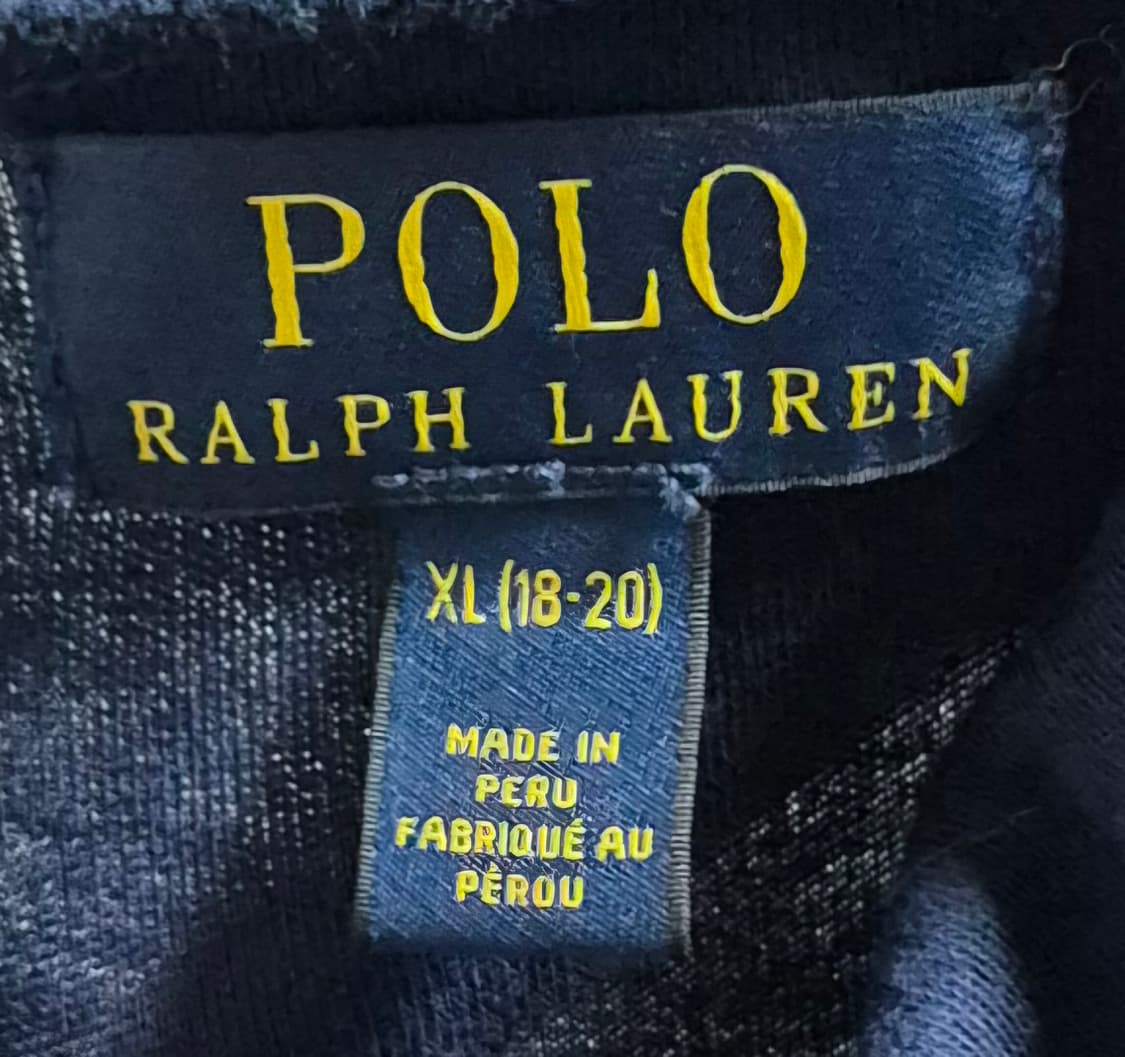 POLO
RALPH LAUREN
XL (18-20)
MADE IN
PERU
FABRIQUÉ AU
PÉROU